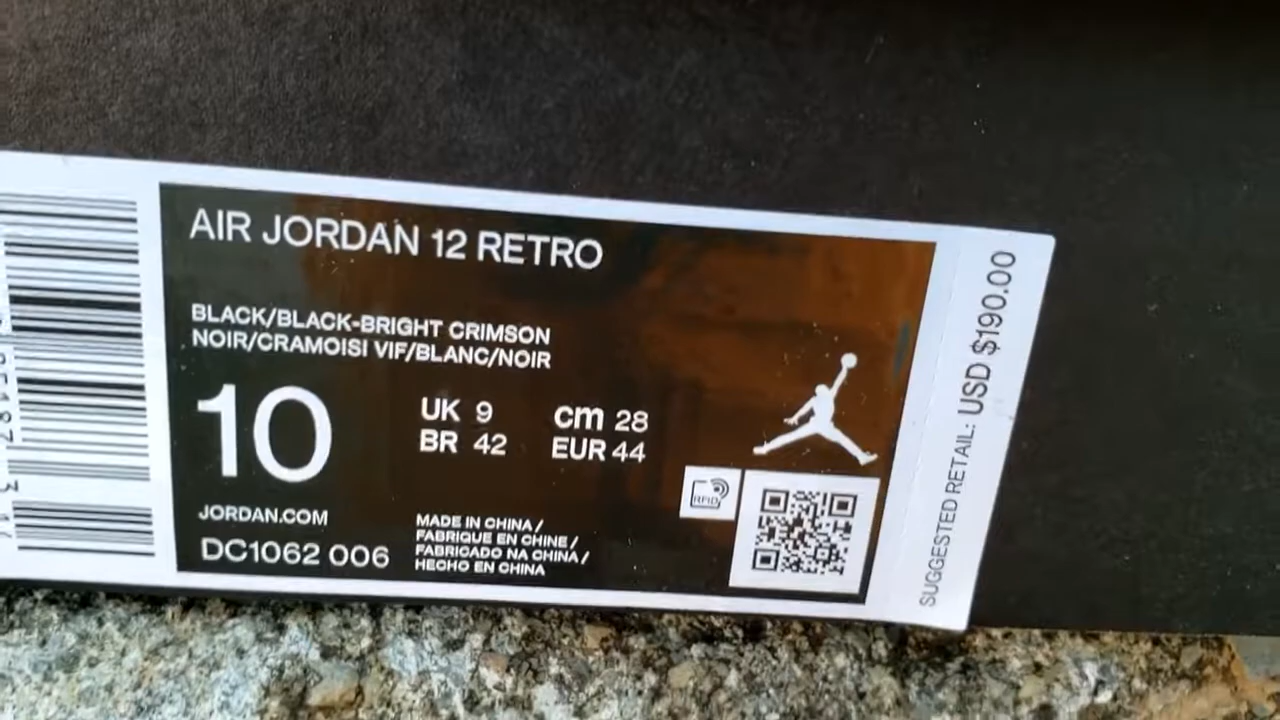 AIR JORDAN 12 RETRO
BLACK/BLACK-BRIGHT CRIMSON
NOIR/CRAMOISI VIF/BLANC/NOIR
10
UK 9
BR 42
cm 28
EUR 44
JORDAN.COM
DC1062 006
MADE IN CHINA /
FABRIQUE EN CHINE /
FABRICADO NA CHINA /
HECHO EN CHINA
RFID
SUGGESTED RETAIL: USD $190.00